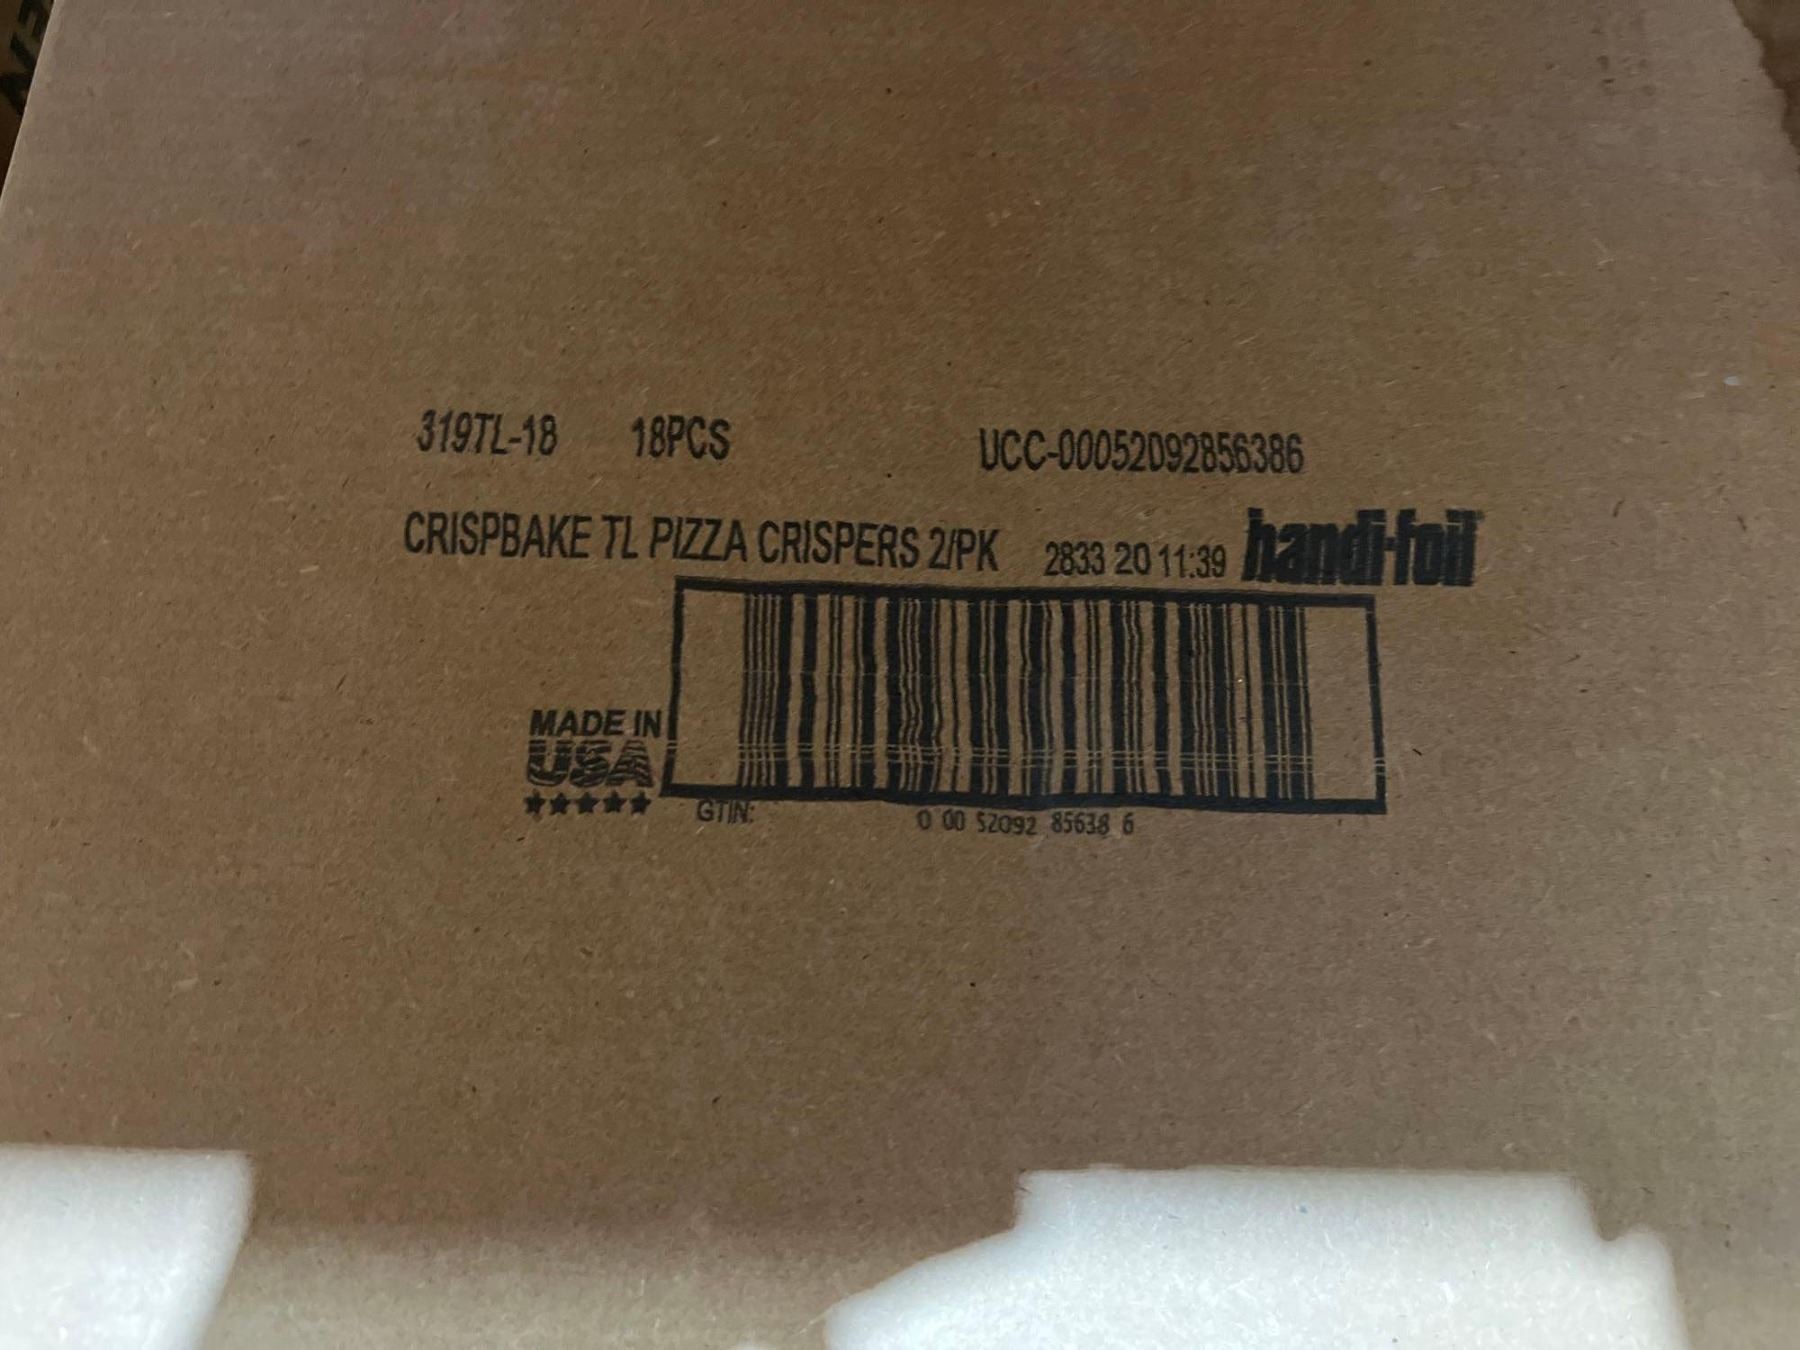 319TL-18 18PCS UCC-00052092856386
CRISPBAKE TL PIZZA CRISPERS 2/PK 2833 20 11:39 handi-foil
MADE IN
USA
GTIN: 0 00 52092 85638 6